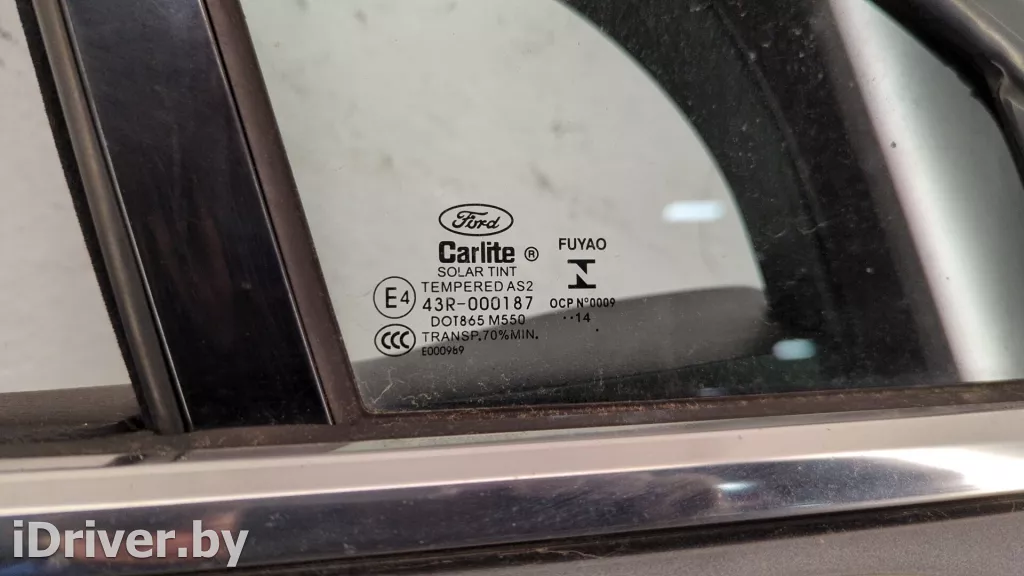 Ford
Carlite ®
SOLAR TINT
TEMPERED AS2
E4 43R-000187
DOT865 M550
CCC TRANSP.70%MIN.
E000969
FUYAO
N
OCP Nº0009
··14
iDriver.by